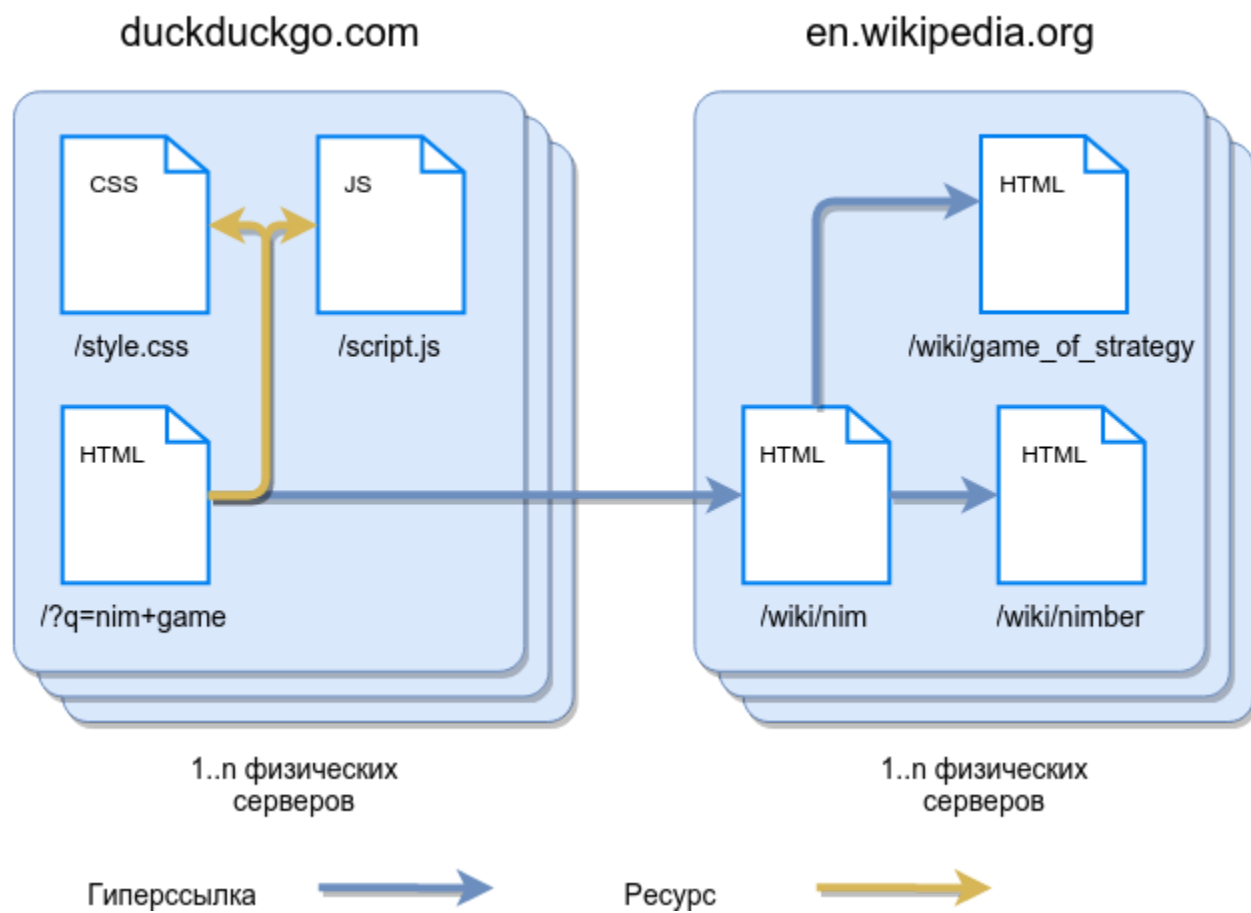 duckduckgo.com
en.wikipedia.org
CSS
JS
/style.css
/script.js
HTML
/?q=nim+game
HTML
/wiki/game_of_strategy
HTML
HTML
/wiki/nim
/wiki/nimber
1..n физических
серверов
1..n физических
серверов
Гиперссылка
Ресурс